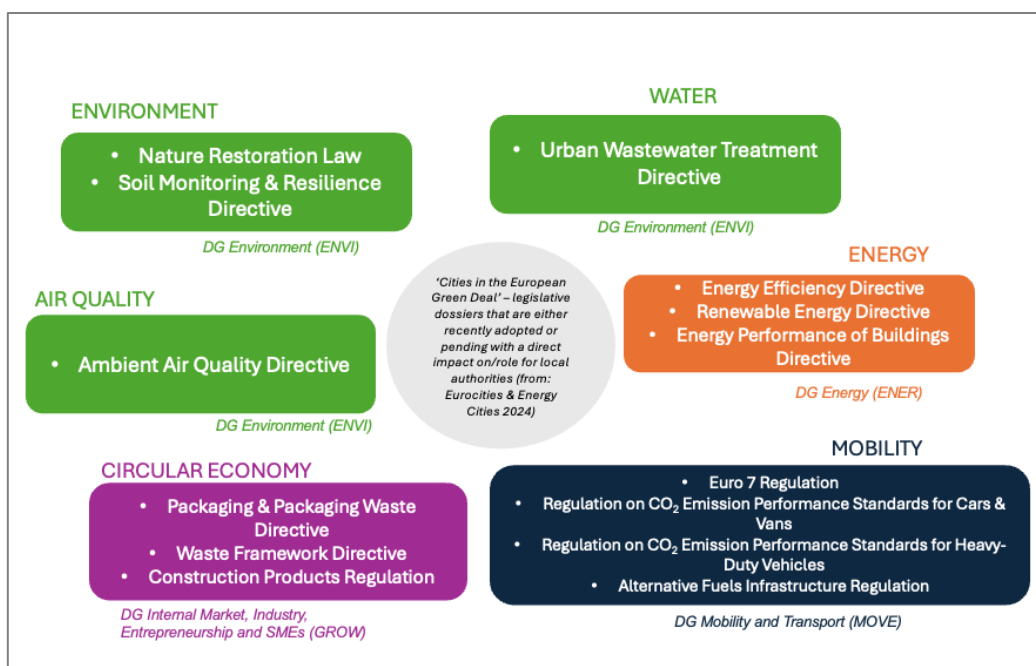 ENVIRONMENT
• Nature Restoration Law
• Soil Monitoring & Resilience
Directive
DG Environment (ENVI)
WATER
• Urban Wastewater Treatment
Directive
DG Environment (ENVI)
AIR QUALITY
• Ambient Air Quality Directive
DG Environment (ENVI)
'Cities in the European
Green Deal' – legislative
dossiers that are either
recently adopted or
pending with a direct
impact on/role for local
authorities (from:
Eurocities & Energy
Cities 2024)
ENERGY
• Energy Efficiency Directive
• Renewable Energy Directive
• Energy Performance of Buildings
Directive
DG Energy (ENER)
CIRCULAR ECONOMY
• Packaging & Packaging Waste
Directive
• Waste Framework Directive
• Construction Products Regulation
DG Internal Market, Industry,
Entrepreneurship and SMEs (GROW)
MOBILITY
• Euro 7 Regulation
• Regulation on CO₂ Emission Performance Standards for Cars &
Vans
• Regulation on CO₂ Emission Performance Standards for Heavy-
Duty Vehicles
• Alternative Fuels Infrastructure Regulation
DG Mobility and Transport (MOVE)